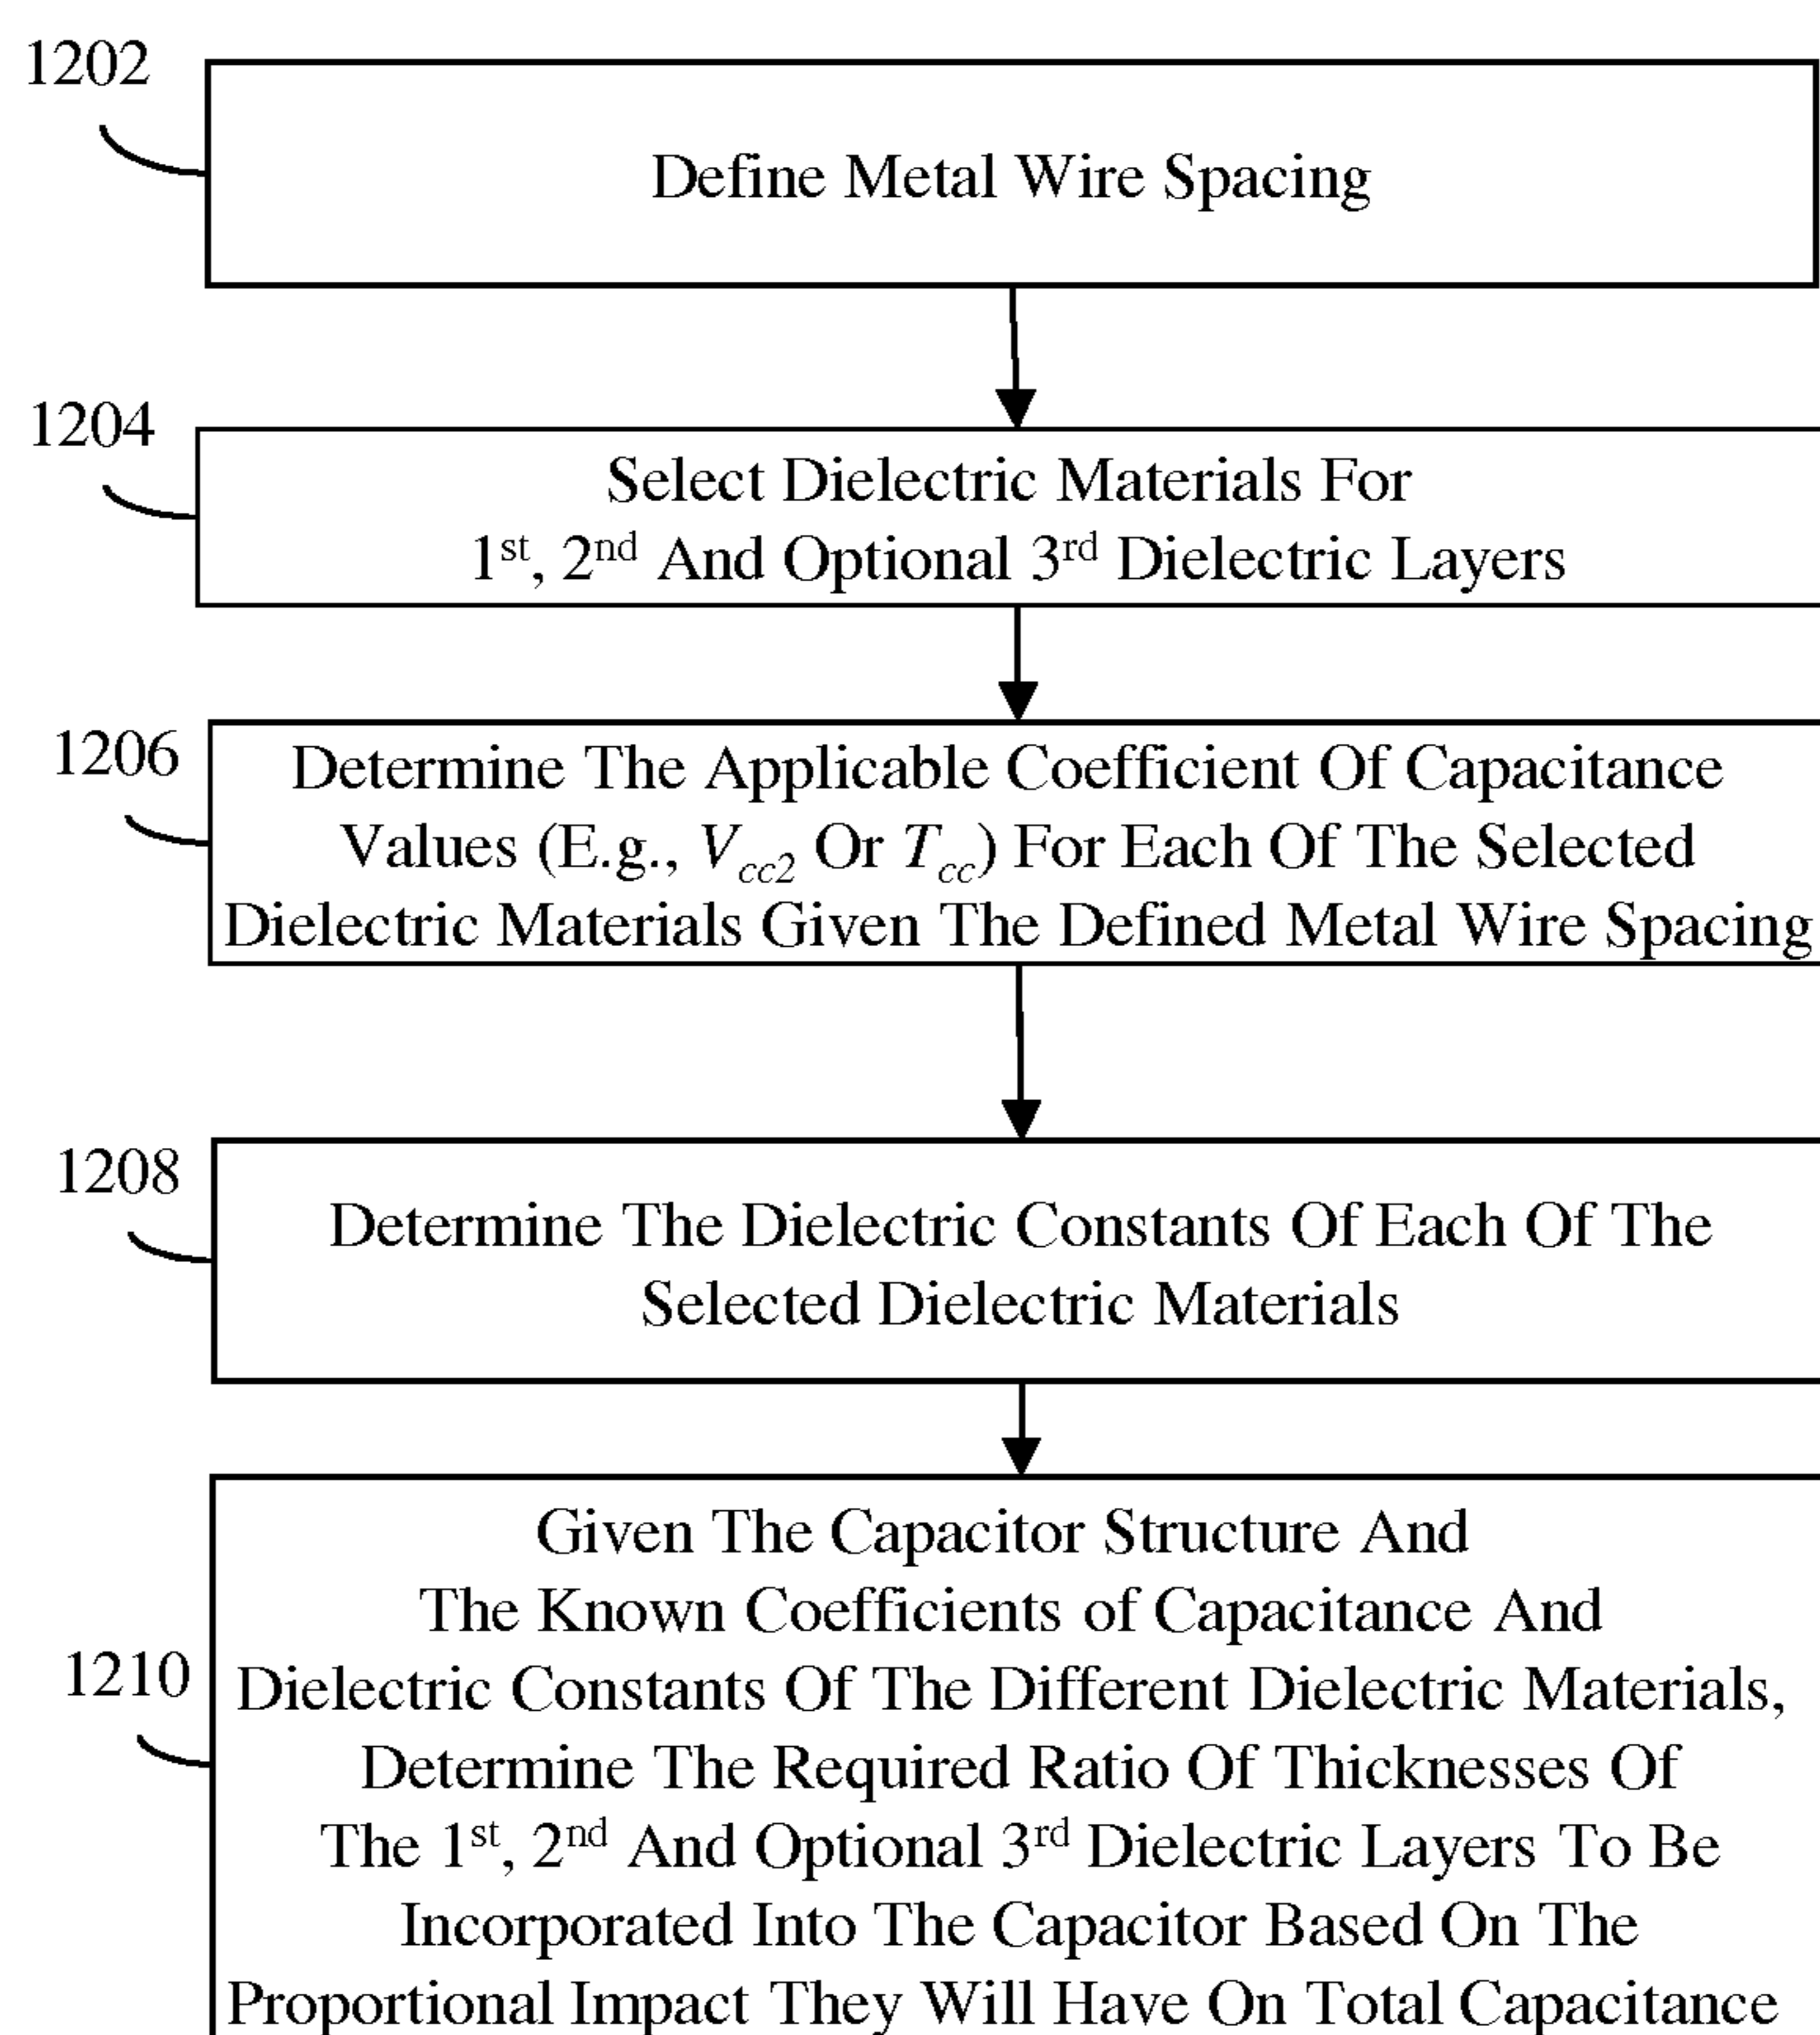 1202
Define Metal Wire Spacing
1204
Select Dielectric Materials For
1st, 2nd And Optional 3rd Dielectric Layers
1206
Determine The Applicable Coefficient Of Capacitance
Values (E.g., Vcc2 Or Tcc) For Each Of The Selected
Dielectric Materials Given The Defined Metal Wire Spacing
1208
Determine The Dielectric Constants Of Each Of The
Selected Dielectric Materials
1210
Given The Capacitor Structure And
The Known Coefficients of Capacitance And
Dielectric Constants Of The Different Dielectric Materials,
Determine The Required Ratio Of Thicknesses Of
The 1st, 2nd And Optional 3rd Dielectric Layers To Be
Incorporated Into The Capacitor Based On The
Proportional Impact They Will Have On Total Capacitance